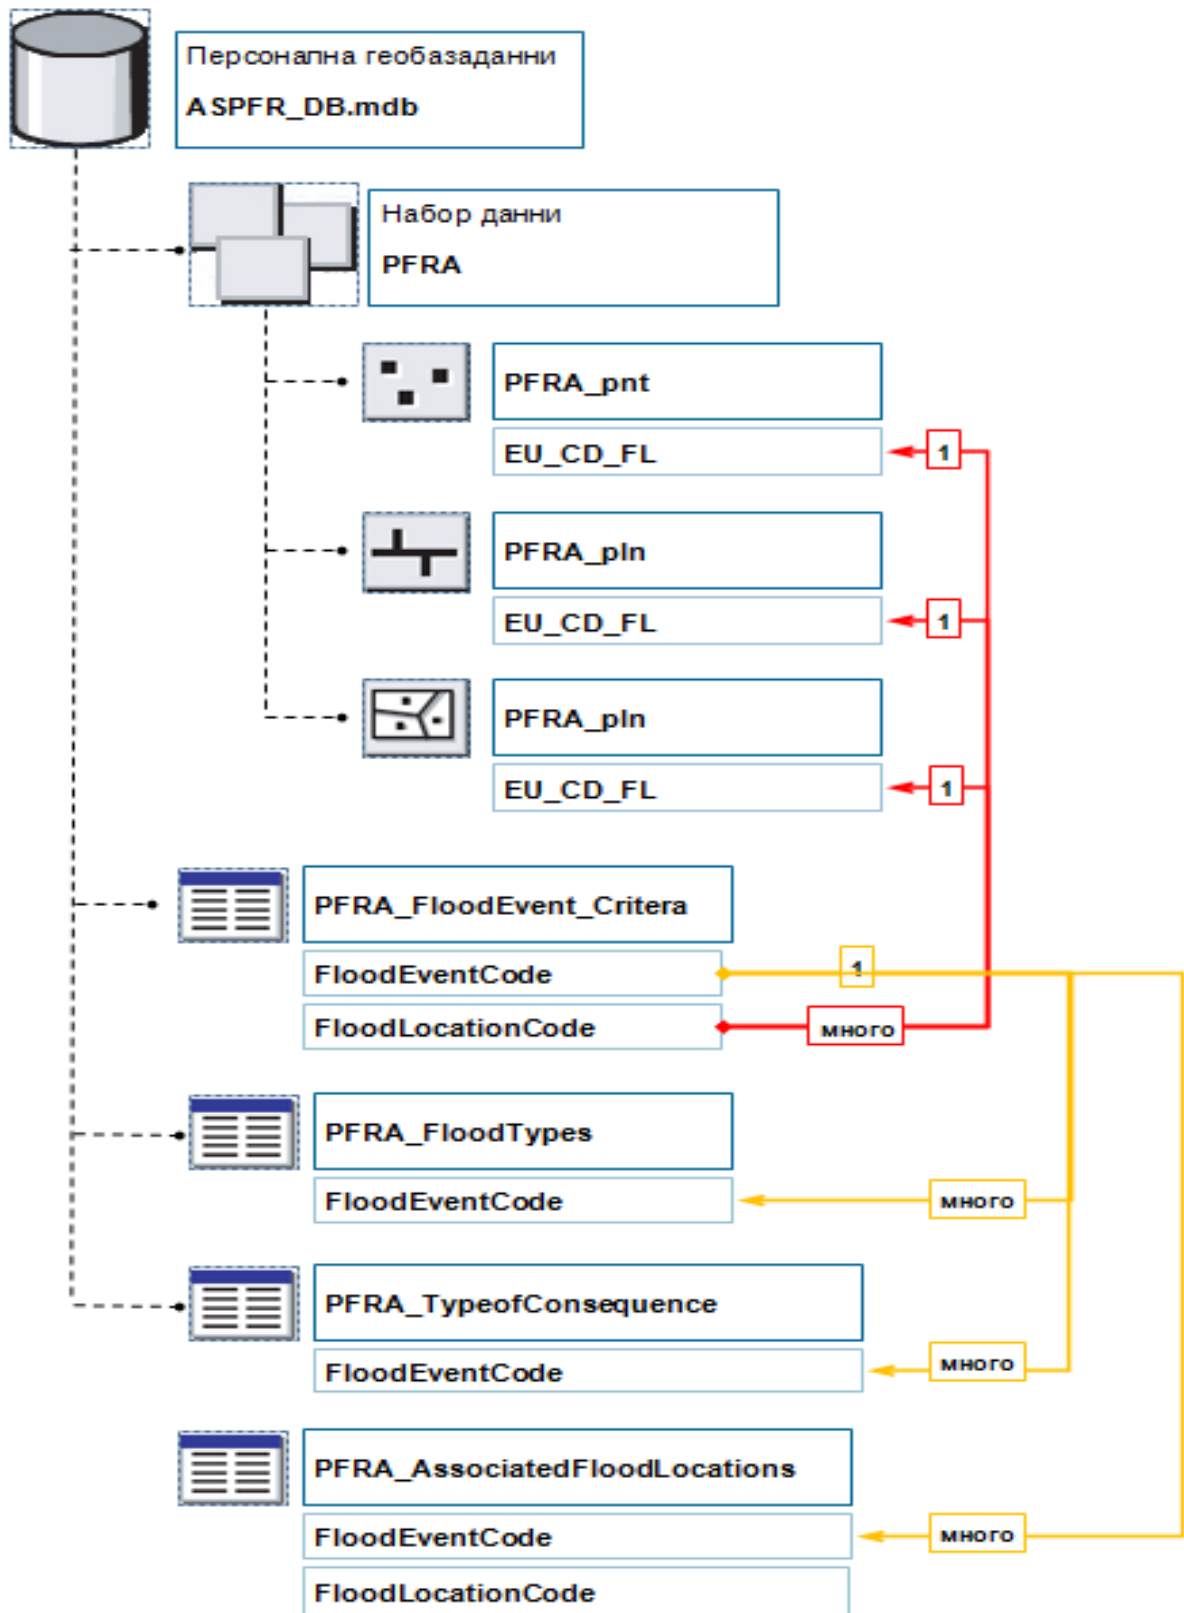 Персонална геобазаданни
ASPFR_DB.mdb
Набор данни
PFRA
PFRA_pnt
EU_CD_FL
1
PFRA_pln
EU_CD_FL
1
PFRA_pln
EU_CD_FL
1
PFRA_FloodEvent_Critera
FloodEventCode
1
FloodLocationCode
много
PFRA_FloodTypes
FloodEventCode
много
PFRA_TypeofConsequence
FloodEventCode
много
PFRA_AssociatedFloodLocations
FloodEventCode
много
FloodLocationCode